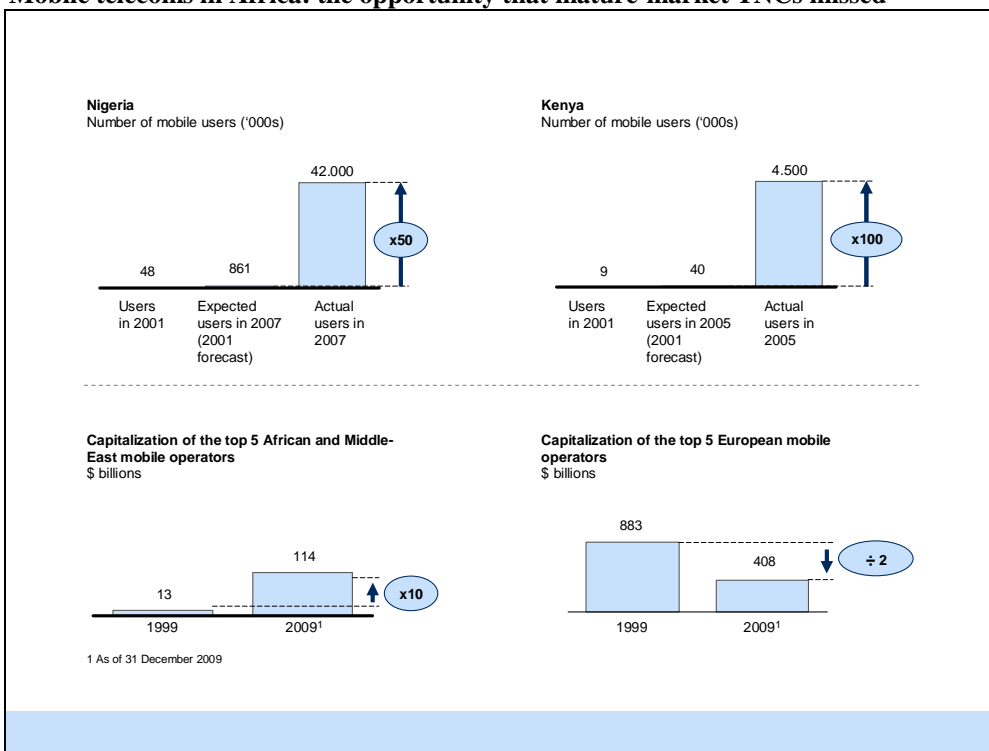 Mobile telecoms in Africa: the opportunity that mature market TNCs missed
Nigeria
Number of mobile users (‘000s)
42.000
x50
48
861
Users
in 2001
Expected
users in 2007
(2001
forecast)
Actual
users in
2007
Kenya
Number of mobile users (‘000s)
4.500
x100
9
40
Users
in 2001
Expected
users in 2005
(2001
forecast)
Actual
users in
2005
Capitalization of the top 5 African and Middle-
East mobile operators
$ billions
114
13
x10
1999
2009¹
Capitalization of the top 5 European mobile
operators
$ billions
883
408
÷ 2
1999
2009¹
1 As of 31 December 2009